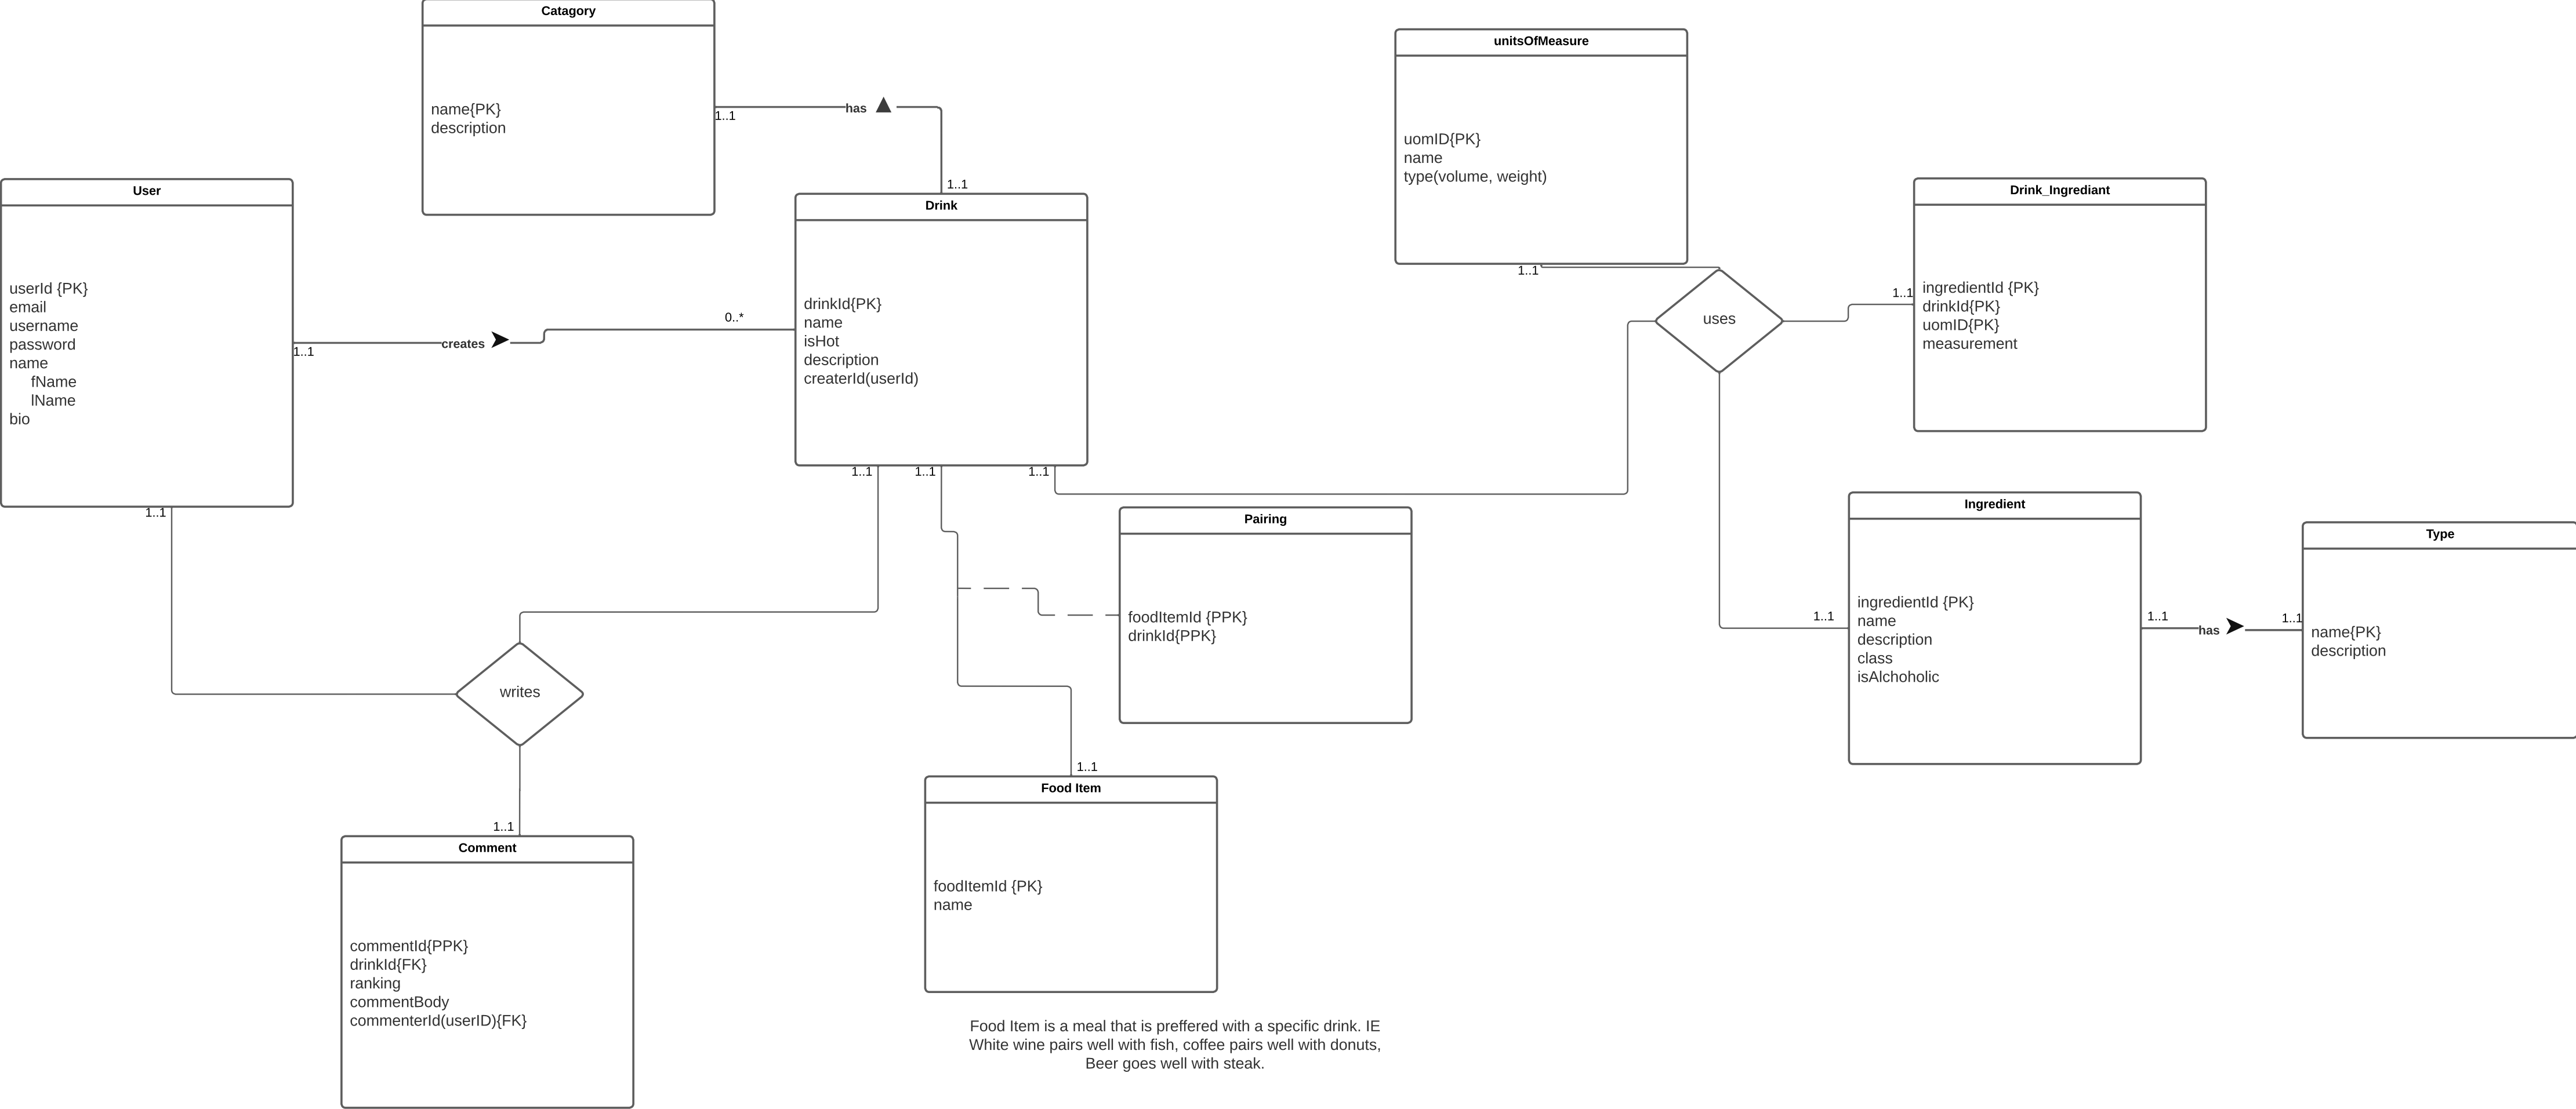 Catagory
name{PK}
description
1..1
has
1..1
unitsOfMeasure
uomID{PK}
name
type(volume, weight)
1..1
User
userId {PK}
email
username
password
name
fName
lName
bio
1..1
creates
0..*
1..1
Drink
drinkId{PK}
name
isHot
description
createrId(userId)
1..1
1..1
1..1
uses
1..1
Drink_Ingrediant
ingredientId {PK}
drinkId{PK}
uomID{PK}
measurement
Pairing
foodItemId {PPK}
drinkId{PPK}
1..1
Ingredient
ingredientId {PK}
name
description
class
isAlchoholic
1..1
has
1..1
Type
name{PK}
description
writes
1..1
Comment
commentId{PPK}
drinkId{FK}
ranking
commentBody
commenterId(userID){FK}
1..1
Food Item
foodItemId {PK}
name
Food Item is a meal that is preffered with a specific drink. IE
White wine pairs well with fish, coffee pairs well with donuts,
Beer goes well with steak.